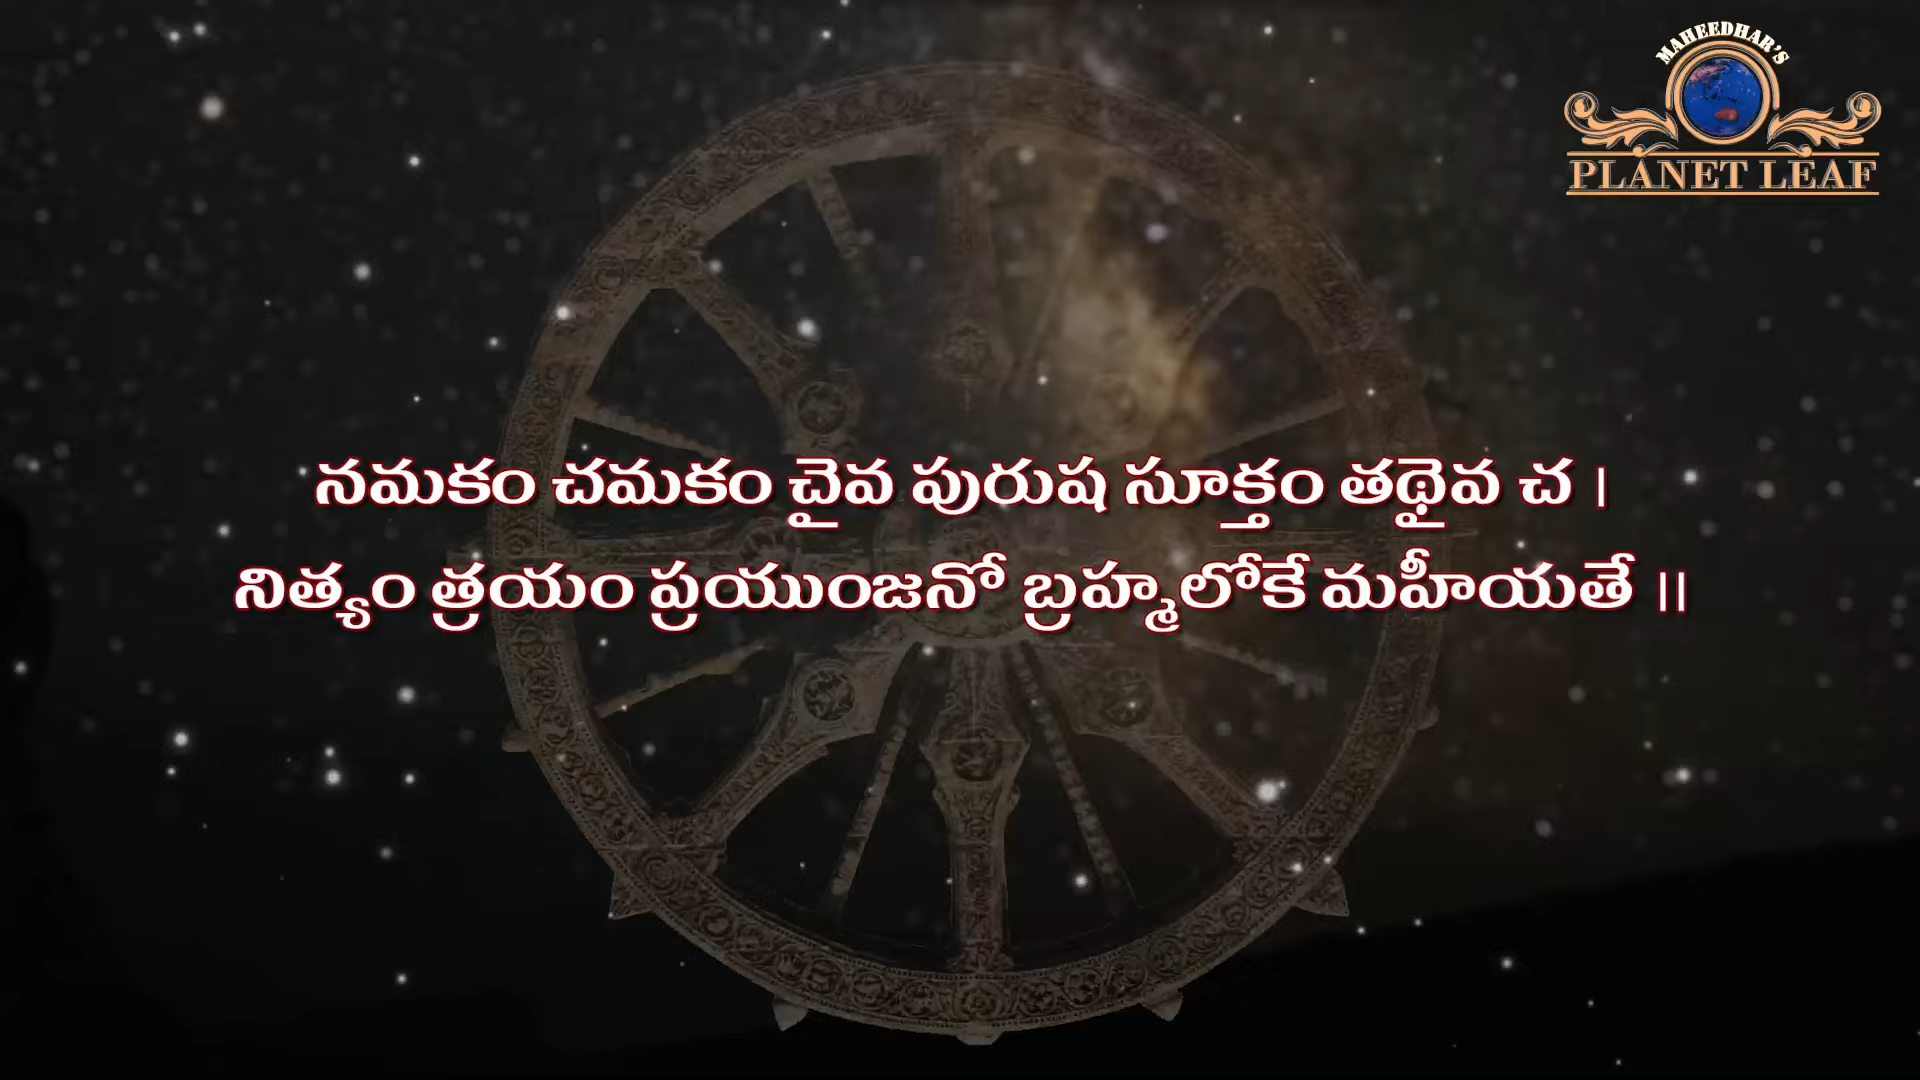 MAHEEDHAR'S
PLANET LEAF
నమకం చమకం చైవ పురుష సూక్తం తథైవ చ ।
నిత్యం త్రయం ప్రయుంజనో బ్రహ్మలోకే మహీయతే ॥